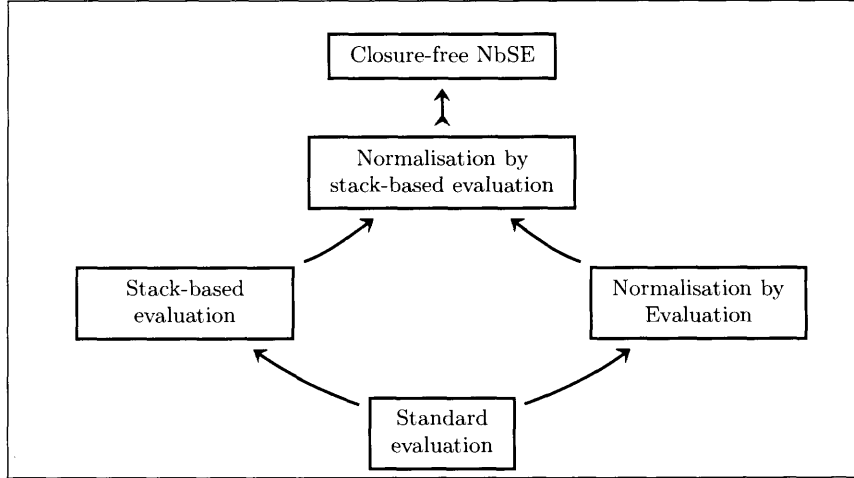 Closure-free NbSE
Normalisation by
stack-based evaluation
Stack-based
evaluation
Normalisation by
Evaluation
Standard
evaluation